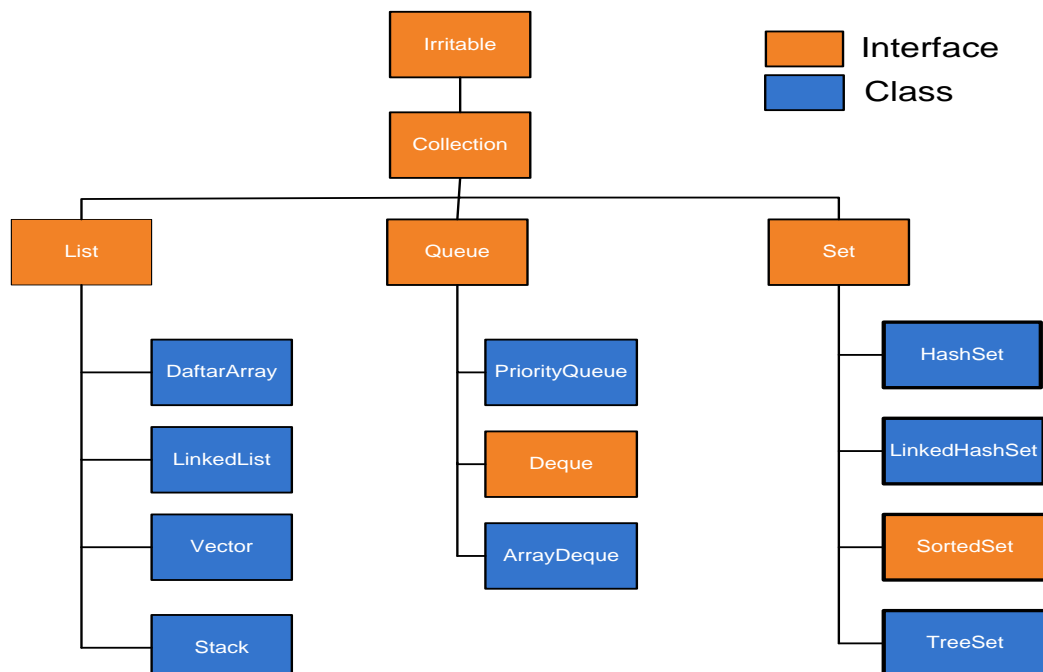 Irritable
Interface
Class
Collection
List
Queue
Set
DaftarArray
LinkedList
Vector
Stack
PriorityQueue
Deque
ArrayDeque
HashSet
LinkedHashSet
SortedSet
TreeSet